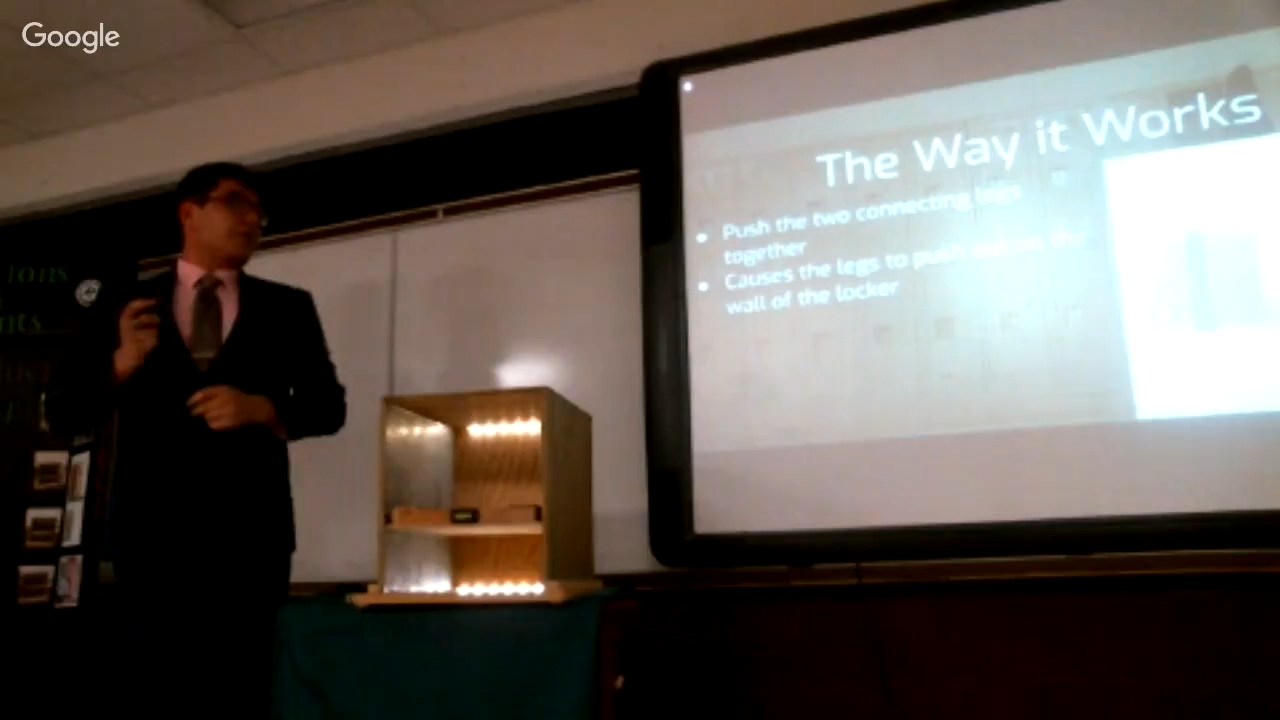 Google
The Way it Works
Push the two connecting legs
together
Causes the legs to push
wall of the locker